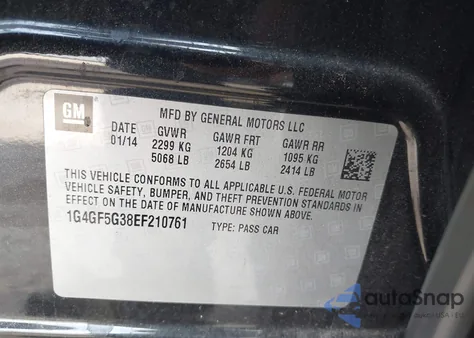 GM
MFD BY GENERAL MOTORS LLC
DATE GVWR GAWR FRT GAWR RR
01/14 2299 KG 1204 KG 1095 KG
5068 LB 2654 LB 2414 LB
THIS VEHICLE CONFORMS TO ALL APPLICABLE U.S. FEDERAL MOTOR
VEHICLE SAFETY, BUMPER, AND THEFT PREVENTION STANDARDS IN
EFFECT ON THE DATE OF MANUFACTURE SHOWN ABOVE.
1G4GF5G38EF210761 TYPE: PASS CAR
AutoSnap